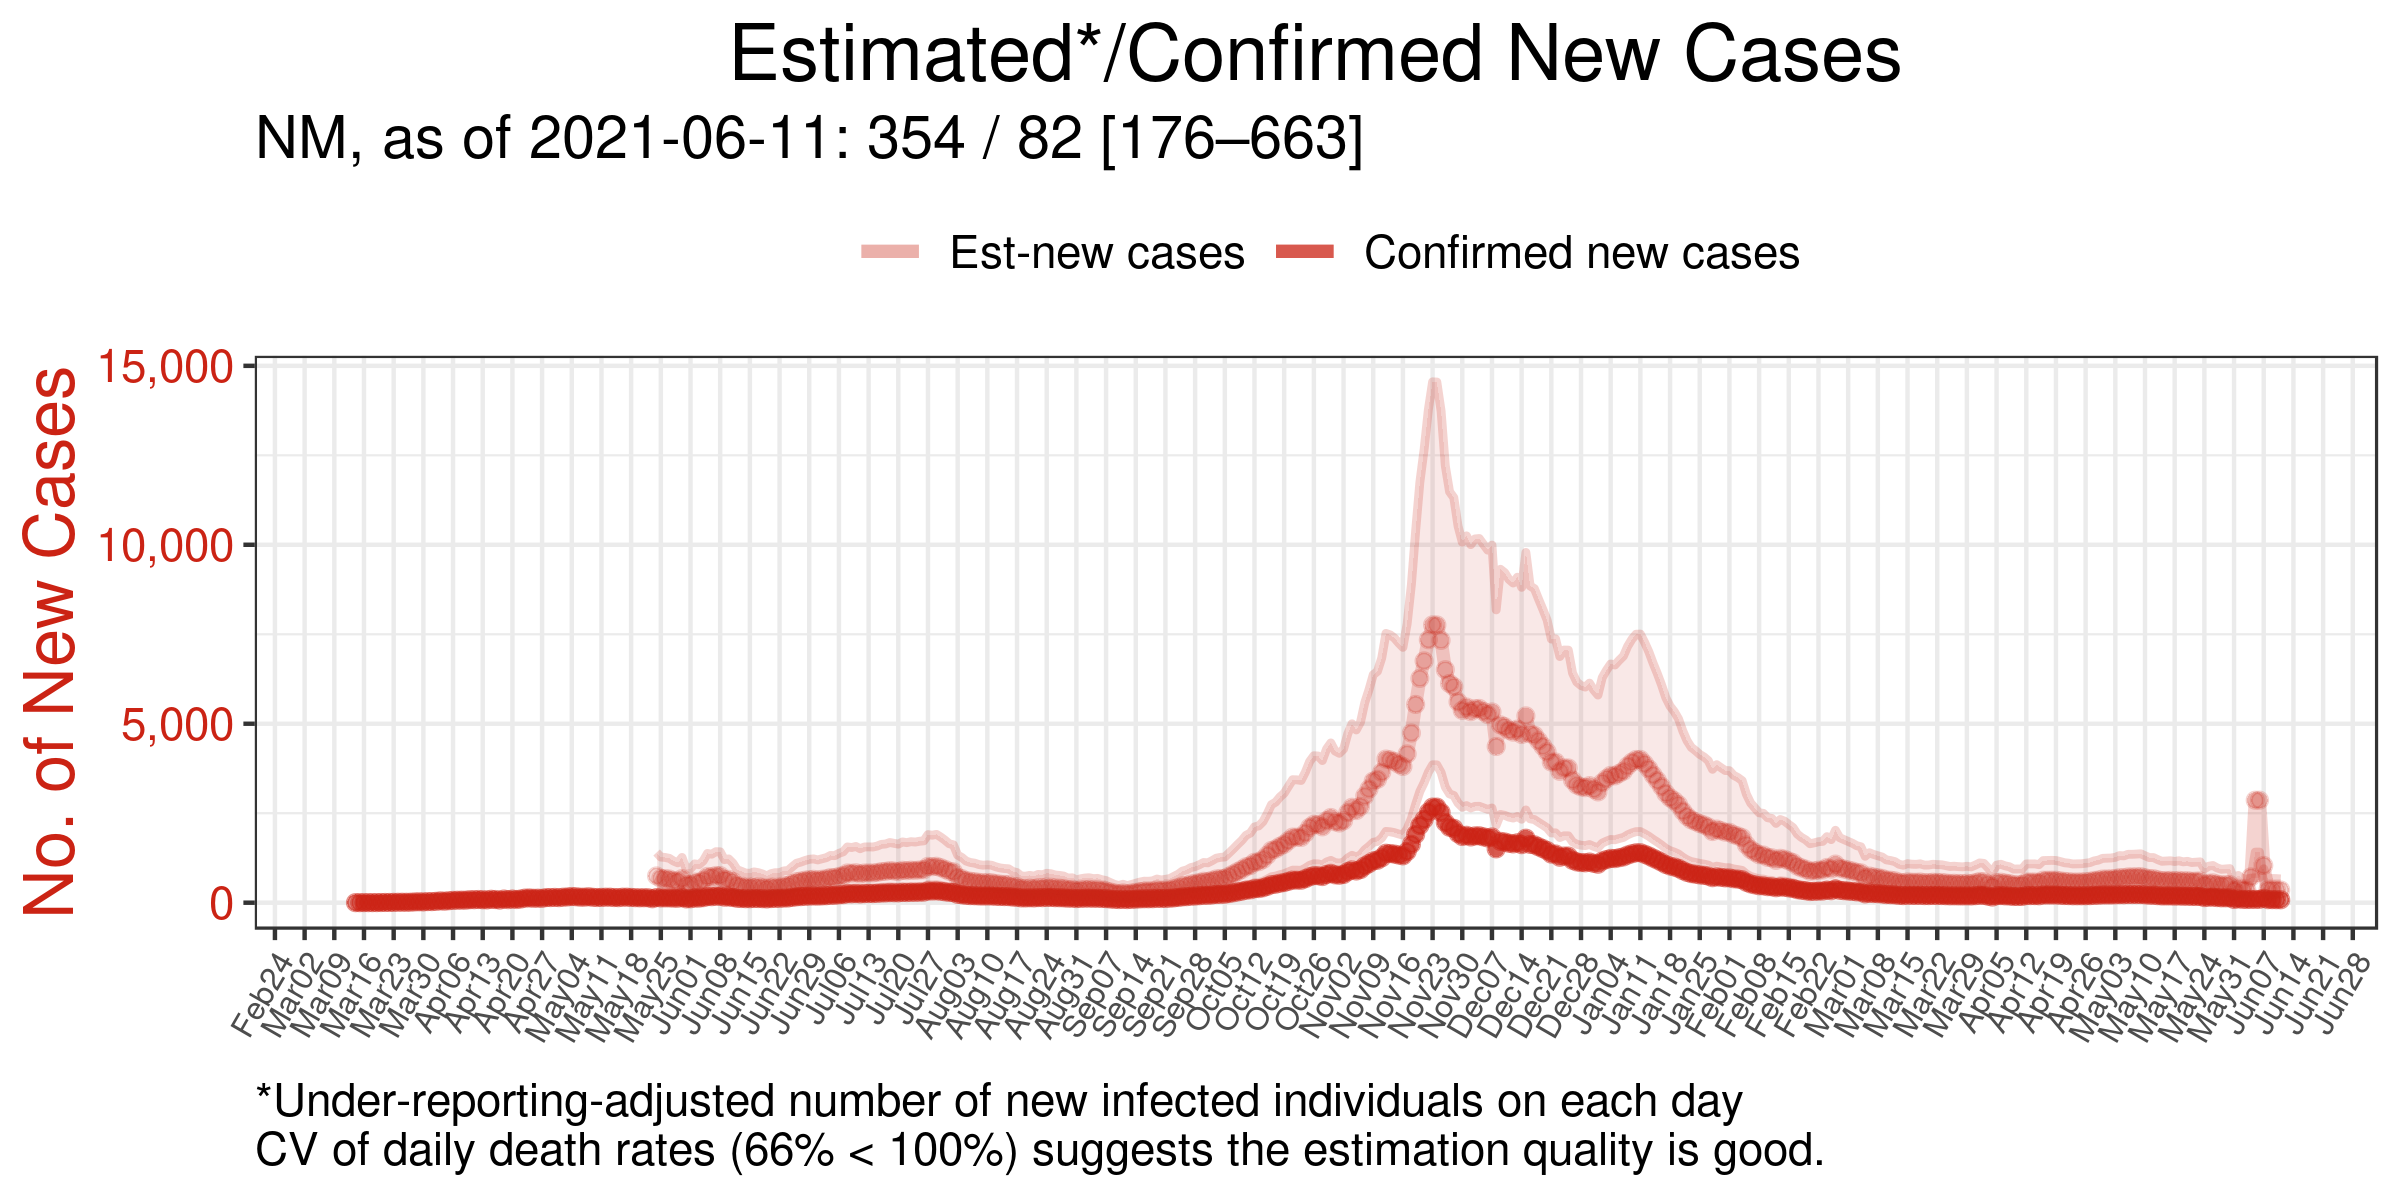 Estimated*/Confirmed New Cases
NM, as of 2021-06-11: 354 / 82 [176–663]
Est-new cases Confirmed new cases
No. of New Cases
15,000
10,000
5,000
0
Feb24 Mar02 Mar09 Mar16 Mar23 Mar30 Apr06 Apr13 Apr20 Apr27 May04 May11 May18 May25 Jun01 Jun08 Jun15 Jun22 Jun29 Jul06 Jul13 Jul20 Jul27 Aug03 Aug10 Aug17 Aug24 Aug31 Sep07 Sep14 Sep21 Sep28 Oct05 Oct12 Oct19 Oct26 Nov02 Nov09 Nov16 Nov23 Nov30 Dec07 Dec14 Dec21 Dec28 Jan04 Jan11 Jan18 Jan25 Feb01 Feb08 Feb15 Feb22 Mar01 Mar08 Mar15 Mar22 Mar29 Apr05 Apr12 Apr19 Apr26 May03 May10 May17 May24 May31 Jun07 Jun14 Jun21 Jun28
*Under-reporting-adjusted number of new infected individuals on each day
CV of daily death rates (66% < 100%) suggests the estimation quality is good.